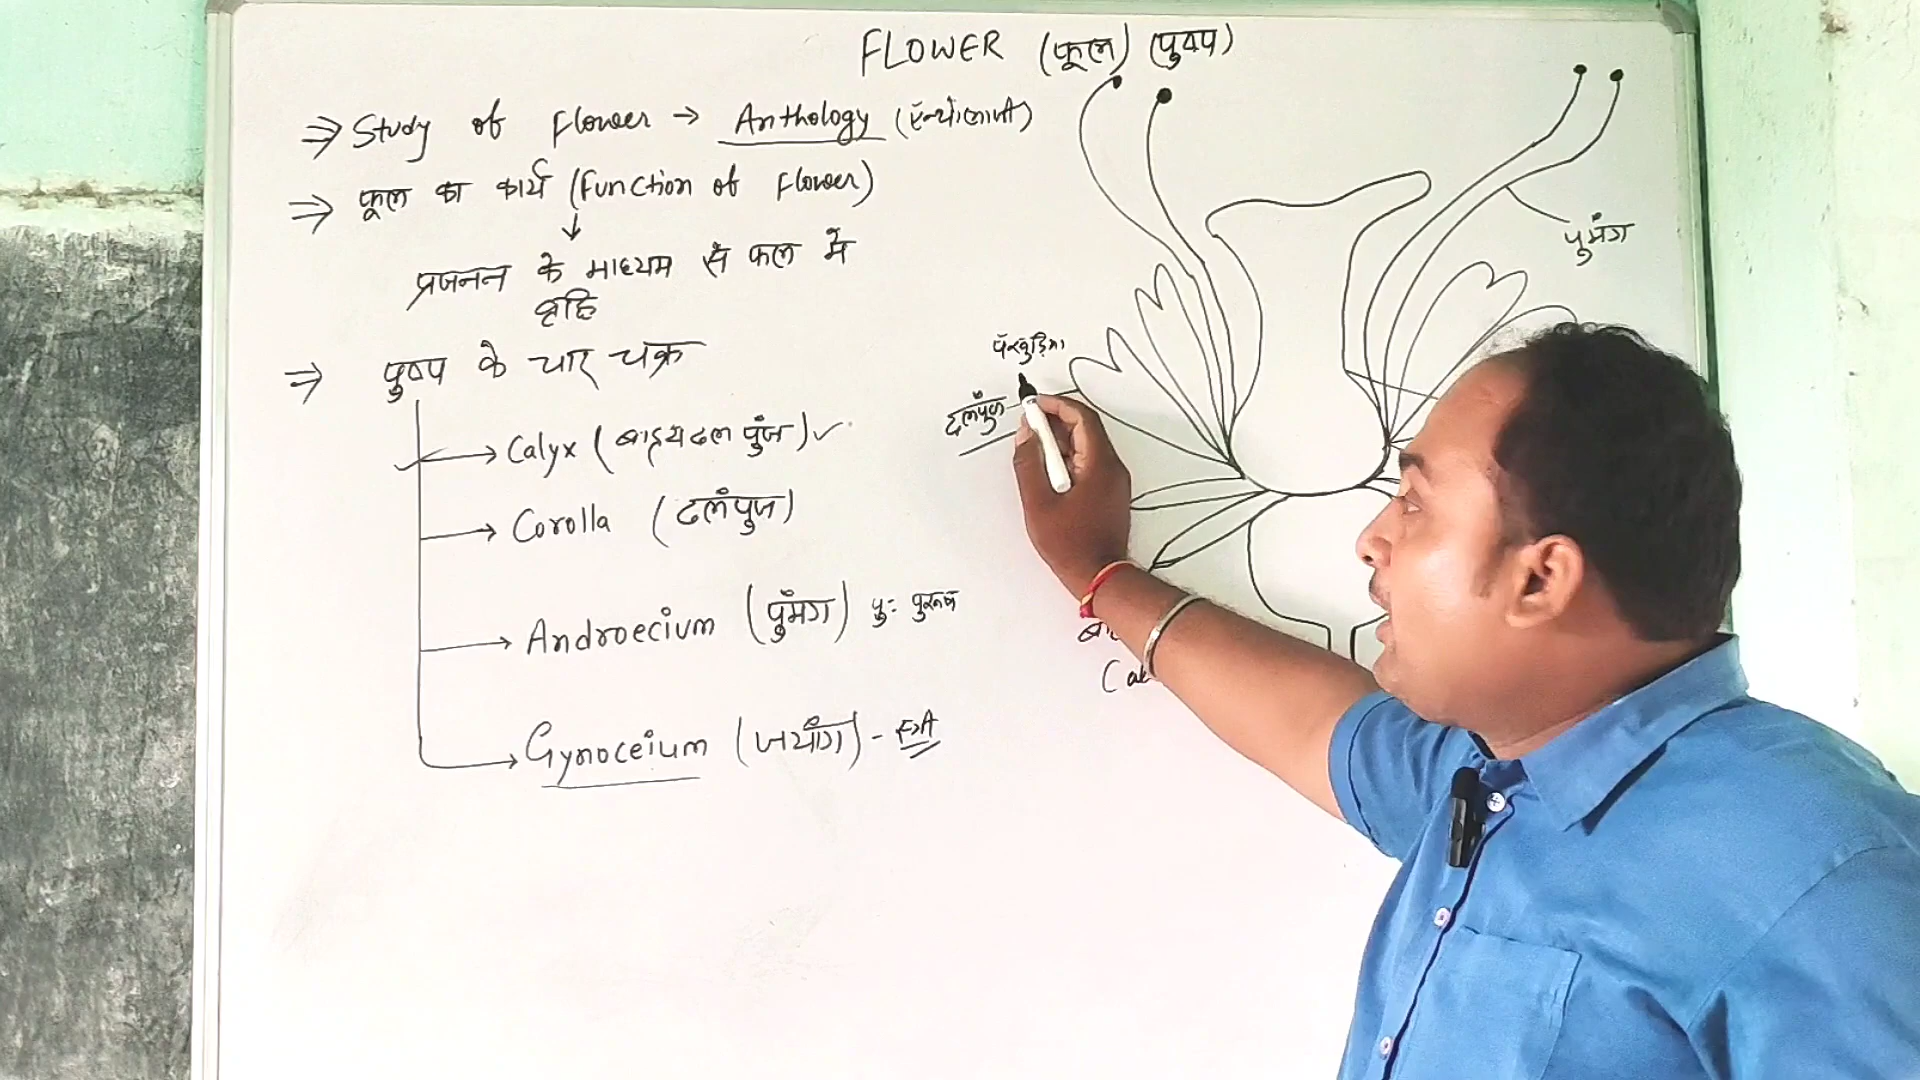 FLOWER (फूल) (पुष्प)
⇒ Study of Flower → Anthology (एन्थोलाजी)
⇒ फूल का कार्य (Function of Flower)
↓
प्रजनन के माध्यम से फल में
वृद्धि
⇒ पुष्प के चार चक्र
→ Calyx (बाह्यदल पुंज) ✓
→ Corolla (दलपुंज)
→ Androecium (पुमंग) पु: पुरुष
→ Gynoceium (जायांग) - स्त्री
पुमंग
पंखुड़िया
दलपुंज